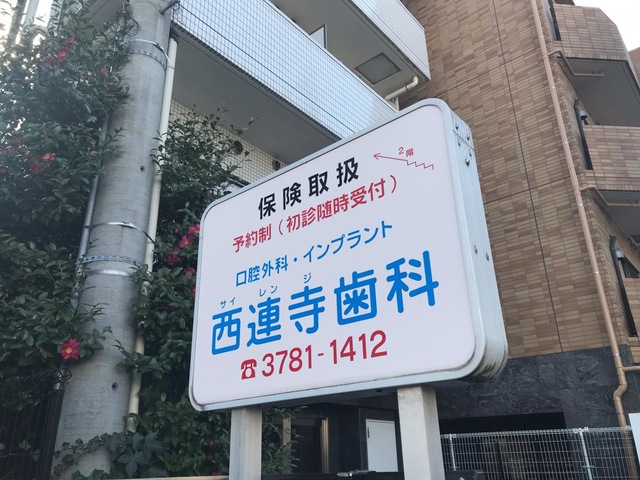 2階
保険取扱
予約制(初診随時受付)
口腔外科・インプラント
サイレンジ
西連寺歯科
☎3781-1412